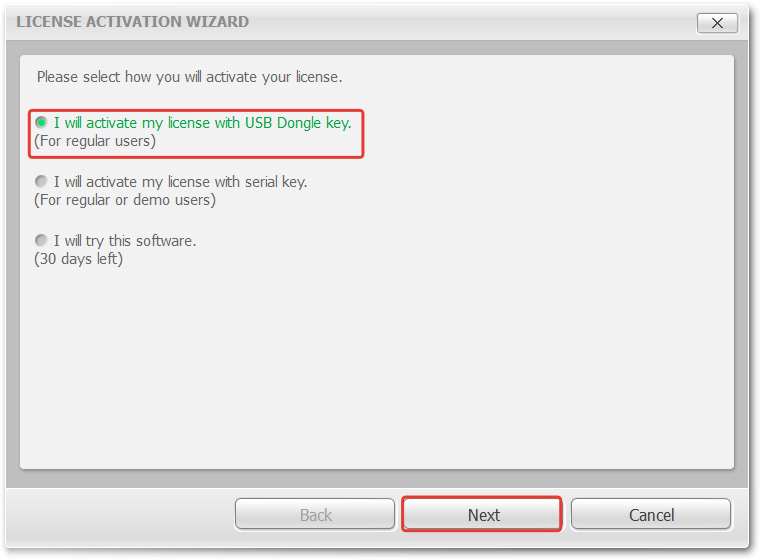 LICENSE ACTIVATION WIZARD
Please select how you will activate your license.
I will activate my license with USB Dongle key.
(For regular users)
I will activate my license with serial key.
(For regular or demo users)
I will try this software.
(30 days left)
Back
Next
Cancel